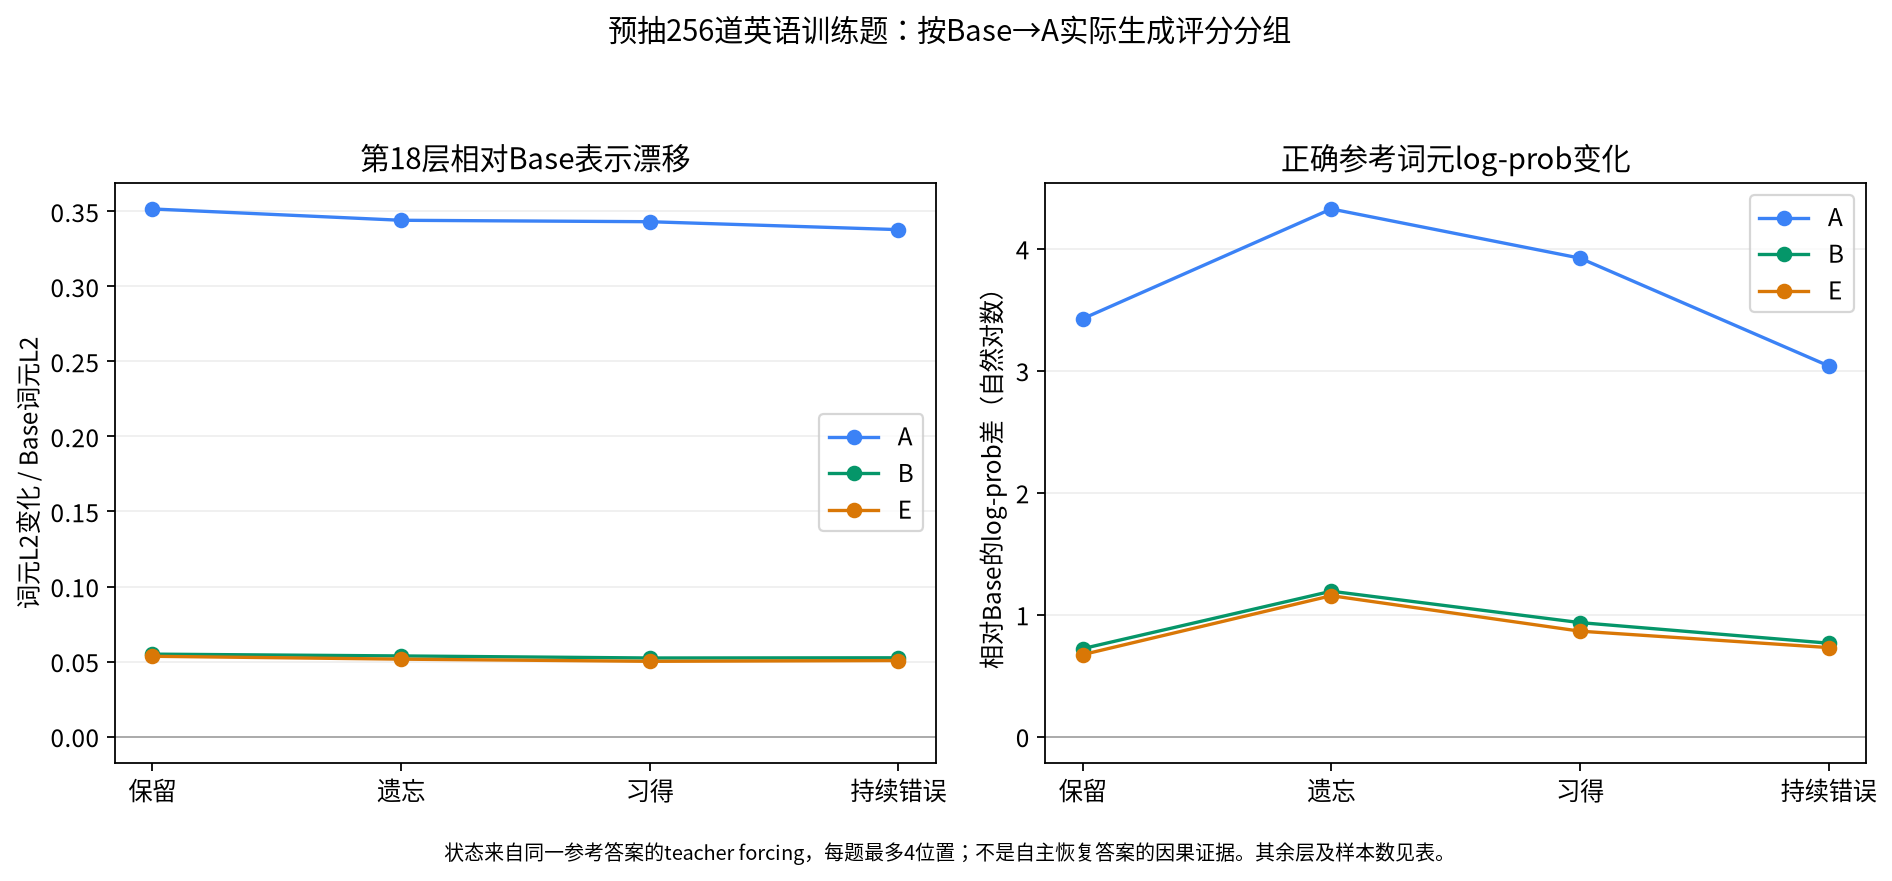 预抽256道英语训练题：按Base→A实际生成评分分组
第18层相对Base表示漂移
词元L2变化 / Base词元L2
0.35
0.30
0.25
0.20
0.15
0.10
0.05
0.00
A
B
E
保留
遗忘
习得
持续错误
正确参考词元log-prob变化
相对Base的log-prob差（自然对数）
4
3
2
1
0
A
B
E
保留
遗忘
习得
持续错误
状态来自同一参考答案的teacher forcing，每题最多4位置；不是自主恢复答案的因果证据。其余层及样本数见表。